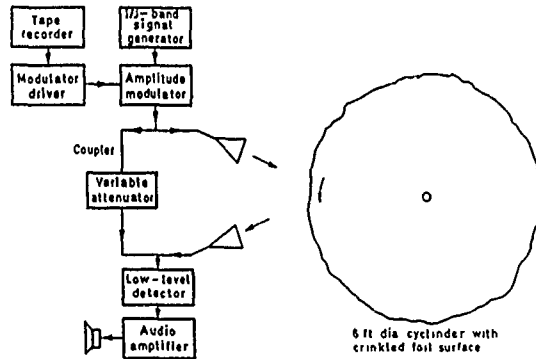 Tape
recorder
I/J-band
signal
generator
Modulator
driver
Amplitude
modulator
Coupler
Variable
attenuator
Low-level
detector
Audio
amplifier
6 ft dia cyclinder with
crinkled foil surface